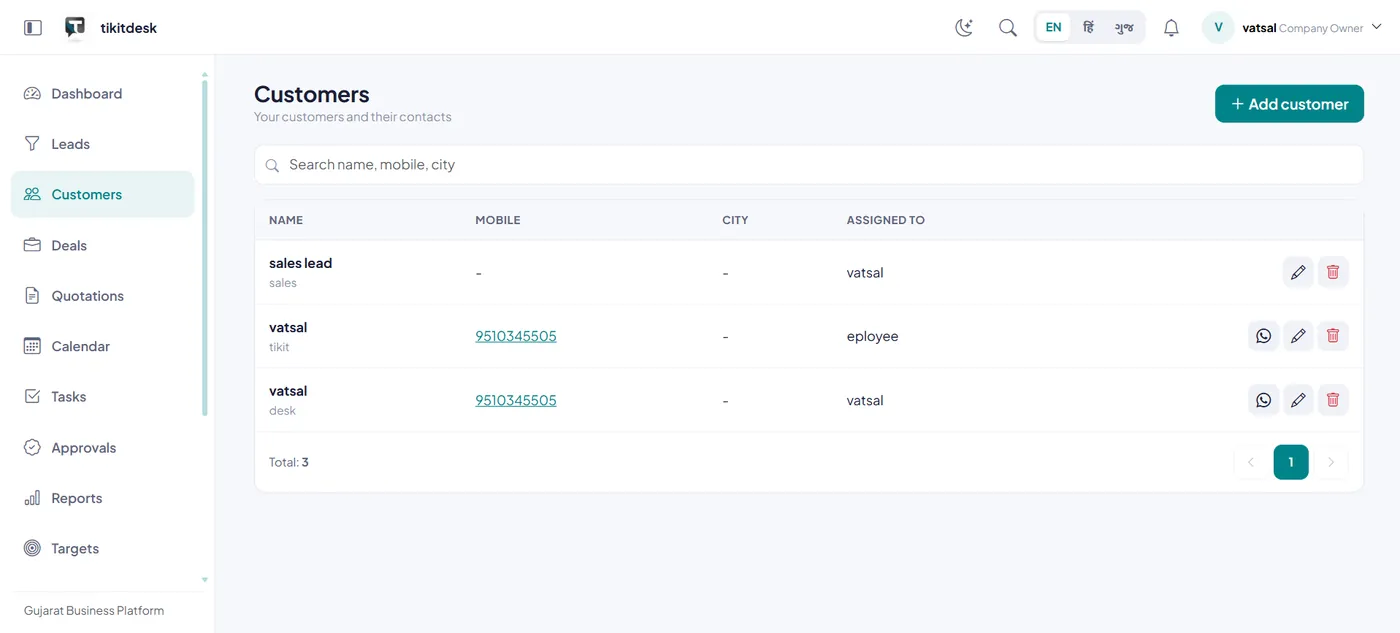 tikitdesk
EN हिं ગુજ
V vatsal Company Owner
Dashboard
Leads
Customers
Deals
Quotations
Calendar
Tasks
Approvals
Reports
Targets
Gujarat Business Platform
Customers
Your customers and their contacts
+ Add customer
Search name, mobile, city
NAME MOBILE CITY ASSIGNED TO
sales lead
sales
- - vatsal
vatsal
tikit
9510345505 - eployee
vatsal
desk
9510345505 - vatsal
Total: 3
1